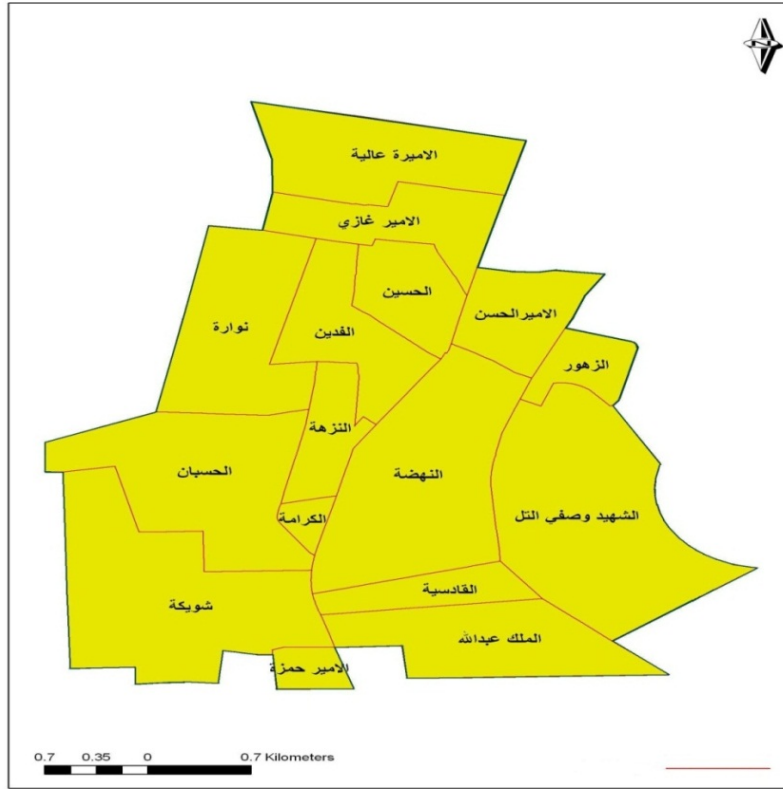 N
الاميرة عالية
الامير غازي
الحسين
الاميرالحسن
نوارة
الفدين
الزهور
النزهة
الحسبان
النهضة
الكرامة
الشهيد وصفي التل
القادسية
شويكة
الملك عبدالله
الامير حمزة
0.7 0.35 0 0.7 Kilometers